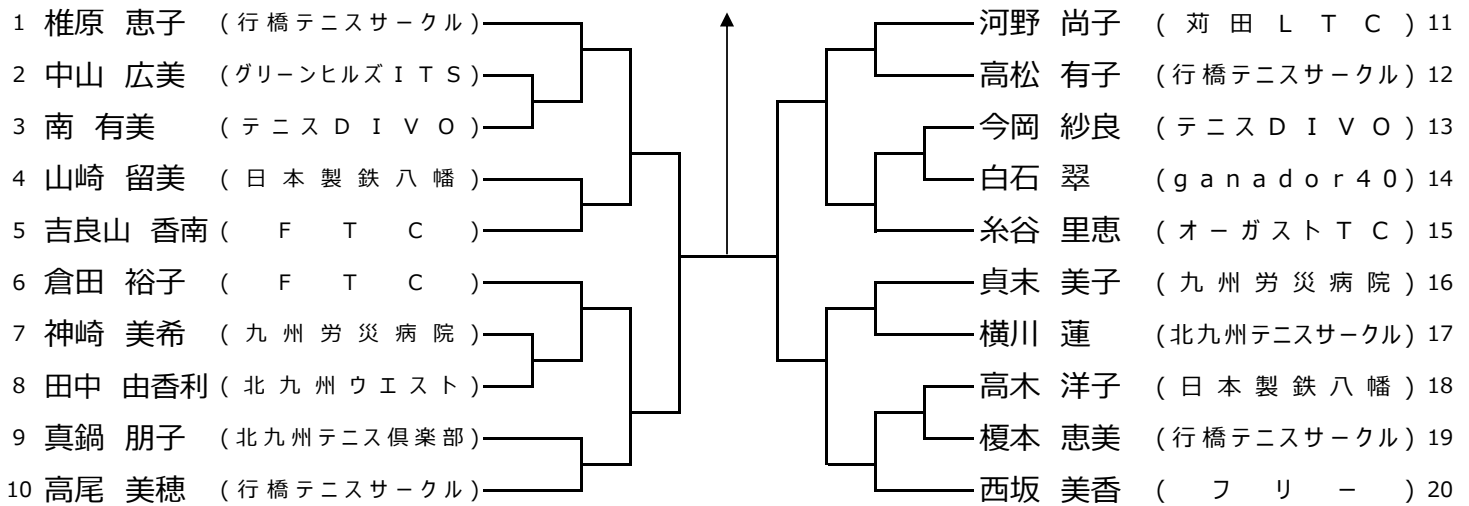 1 椎原 恵子 (行橋テニスサークル)
2 中山 広美 (グリーンヒルズITS)
3 南 有美 (テニスDIVO)
4 山崎 留美 (日本製鉄八幡)
5 吉良山 香南 (FTC)
6 倉田 裕子 (FTC)
7 神崎 美希 (九州労災病院)
8 田中 由香利 (北九州ウエスト)
9 真鍋 朋子 (北九州テニス倶楽部)
10 高尾 美穂 (行橋テニスサークル)
河野 尚子 (苅田LTC) 11
高松 有子 (行橋テニスサークル) 12
今岡 紗良 (テニスDIVO) 13
白石 翠 (ganador40) 14
糸谷 里恵 (オーガストTC) 15
貞末 美子 (九州労災病院) 16
横川 蓮 (北九州テニスサークル) 17
高木 洋子 (日本製鉄八幡) 18
榎本 恵美 (行橋テニスサークル) 19
西坂 美香 (フリー) 20